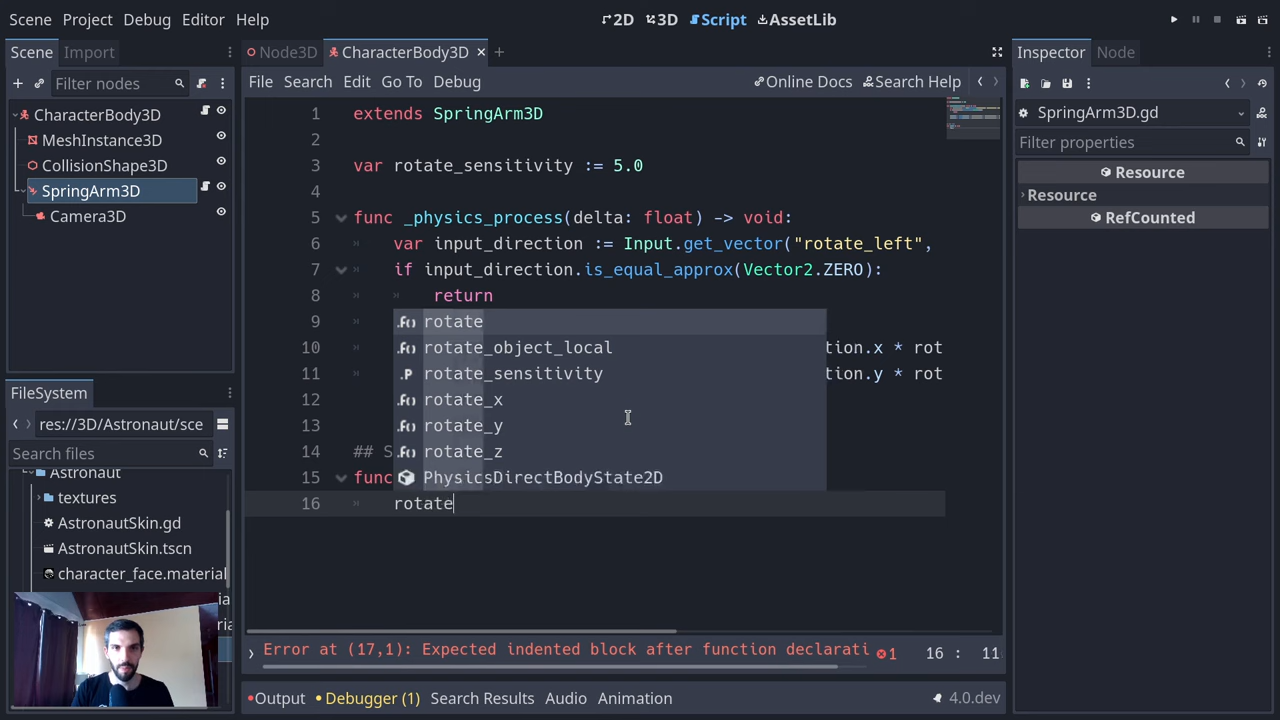 Scene Project Debug Editor Help
2D 3D Script AssetLib
Scene Import
Filter nodes
CharacterBody3D
MeshInstance3D
CollisionShape3D
SpringArm3D
Camera3D
FileSystem
res://3D/Astronaut/sce
Search files
Astronaut
textures
AstronautSkin.gd
AstronautSkin.tscn
character_face.material
Node3D CharacterBody3D
File Search Edit Go To Debug Online Docs Search Help
1 extends SpringArm3D
2
3 var rotate_sensitivity := 5.0
4
5 func _physics_process(delta: float) -> void:
6 var input_direction := Input.get_vector("rotate_left",
7 if input_direction.is_equal_approx(Vector2.ZERO):
8 return
9
10 tion.x * rot
11 tion.y * rot
12
13
14 ## S
15 func
16 rotate
rotate
rotate_object_local
rotate_sensitivity
rotate_x
rotate_y
rotate_z
PhysicsDirectBodyState2D
Error at (17,1): Expected indented block after function declarati 1 16 : 11
Output Debugger (1) Search Results Audio Animation 4.0.dev
Inspector Node
SpringArm3D.gd
Filter properties
Resource
Resource
RefCounted